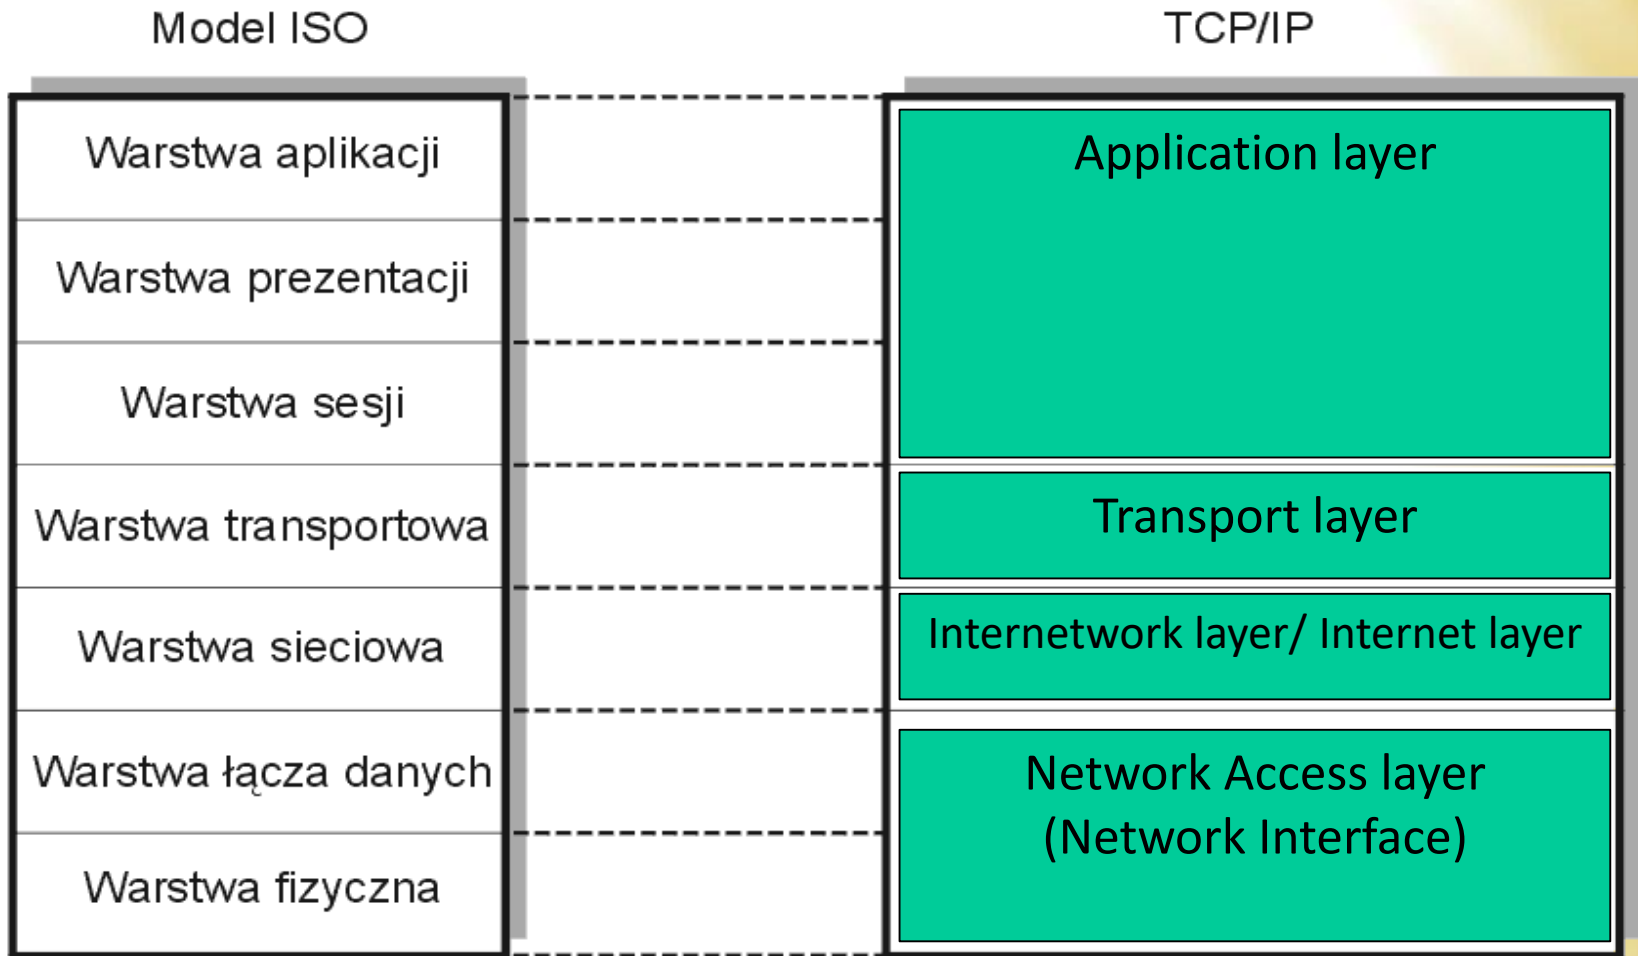 Model ISO
TCP/IP
Warstwa aplikacji
Warstwa prezentacji
Warstwa sesji
Warstwa transportowa
Warstwa sieciowa
Warstwa łącza danych
Warstwa fizyczna
Application layer
Transport layer
Internetwork layer/ Internet layer
Network Access layer
(Network Interface)